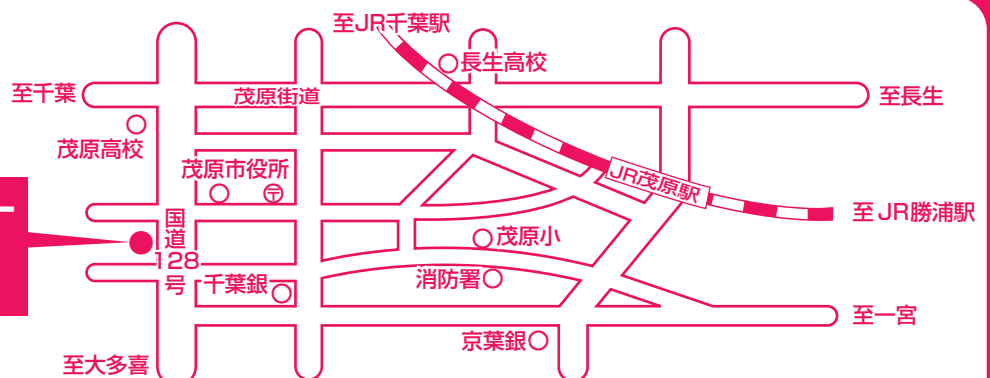 至JR千葉駅
長生高校
至千葉
茂原街道
至長生
茂原高校
茂原市役所
〒
JR茂原駅
至JR勝浦駅
国道128号
茂原小
消防署
千葉銀
至一宮
京葉銀
至大多喜